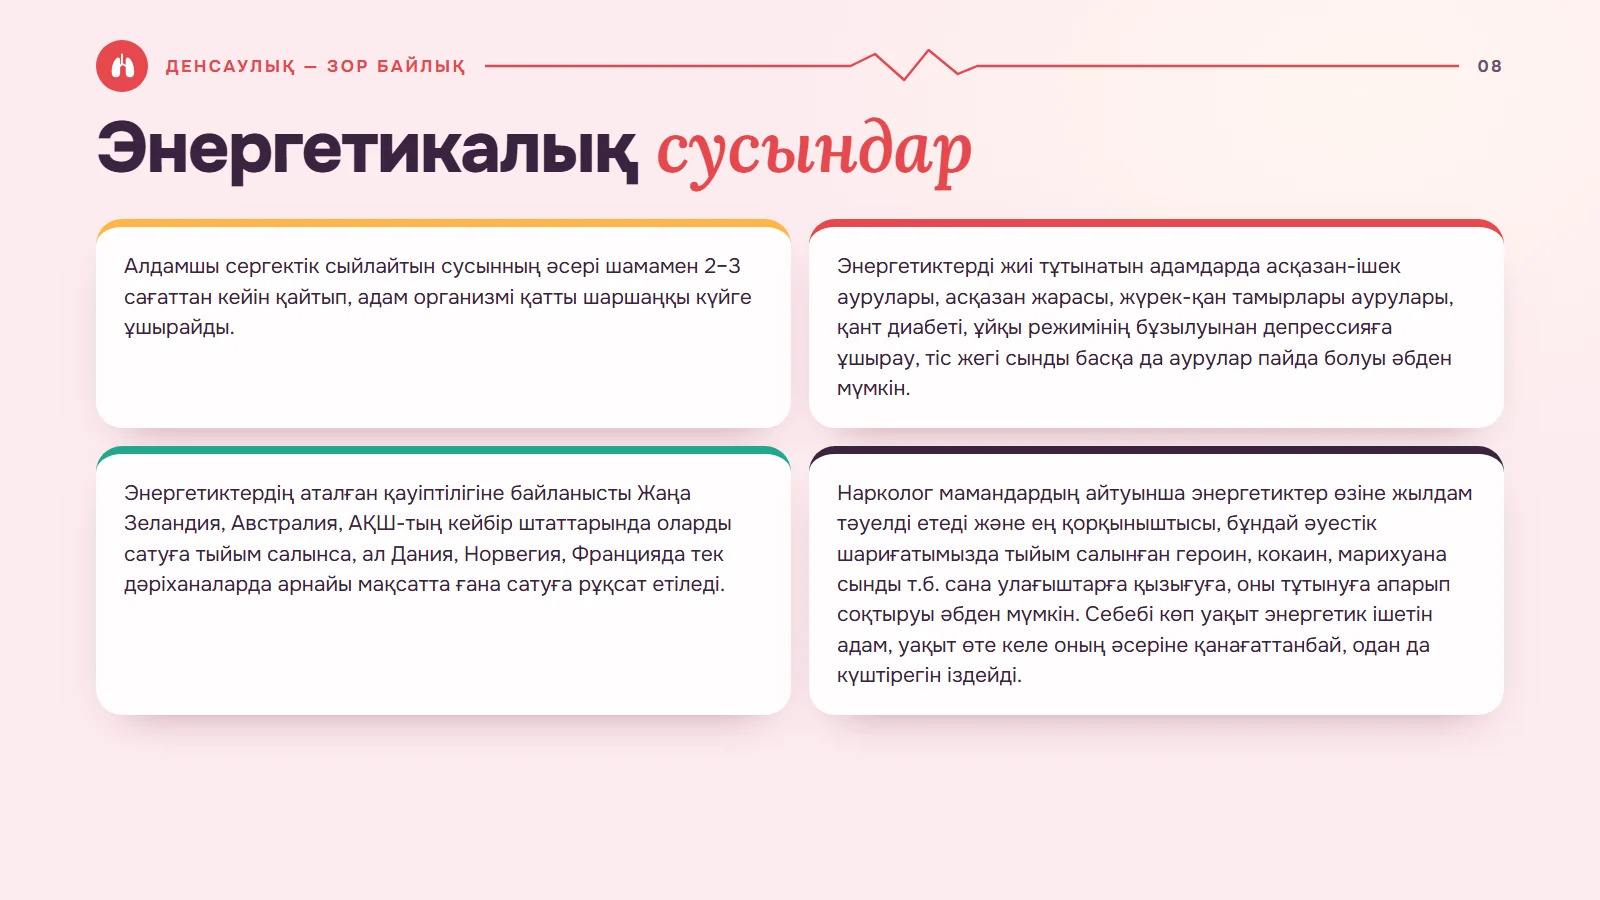 ДЕНСАУЛЫҚ — ЗОР БАЙЛЫҚ
08
Энергетикалық сусындар
Алдамшы сергектік сыйлайтын сусынның әсері шамамен 2–3
сағаттан кейін қайтып, адам организмі қатты шаршаңқы күйге
ұшырайды.
Энергетиктерді жиі тұтынатын адамдарда асқазан-ішек
аурулары, асқазан жарасы, жүрек-қан тамырлары аурулары,
қант диабеті, ұйқы режимінің бұзылуынан депрессияға
ұшырау, тіс жегі сынды басқа да аурулар пайда болуы әбден
мүмкін.
Энергетиктердің аталған қауіптілігіне байланысты Жаңа
Зеландия, Австралия, АҚШ-тың кейбір штаттарында оларды
сатуға тыйым салынса, ал Дания, Норвегия, Францияда тек
дәріханаларда арнайы мақсатта ғана сатуға рұқсат етіледі.
Нарколог мамандардың айтуынша энергетиктер өзіне жылдам
тәуелді етеді және ең қорқыныштысы, бұндай әуестік
шариғатымызда тыйым салынған героин, кокаин, марихуана
сынды т.б. сана улағыштарға қызығуға, оны тұтынуға апарып
соқтыруы әбден мүмкін. Себебі көп уақыт энергетик ішетін
адам, уақыт өте келе оның әсеріне қанағаттанбай, одан да
күштірегін іздейді.